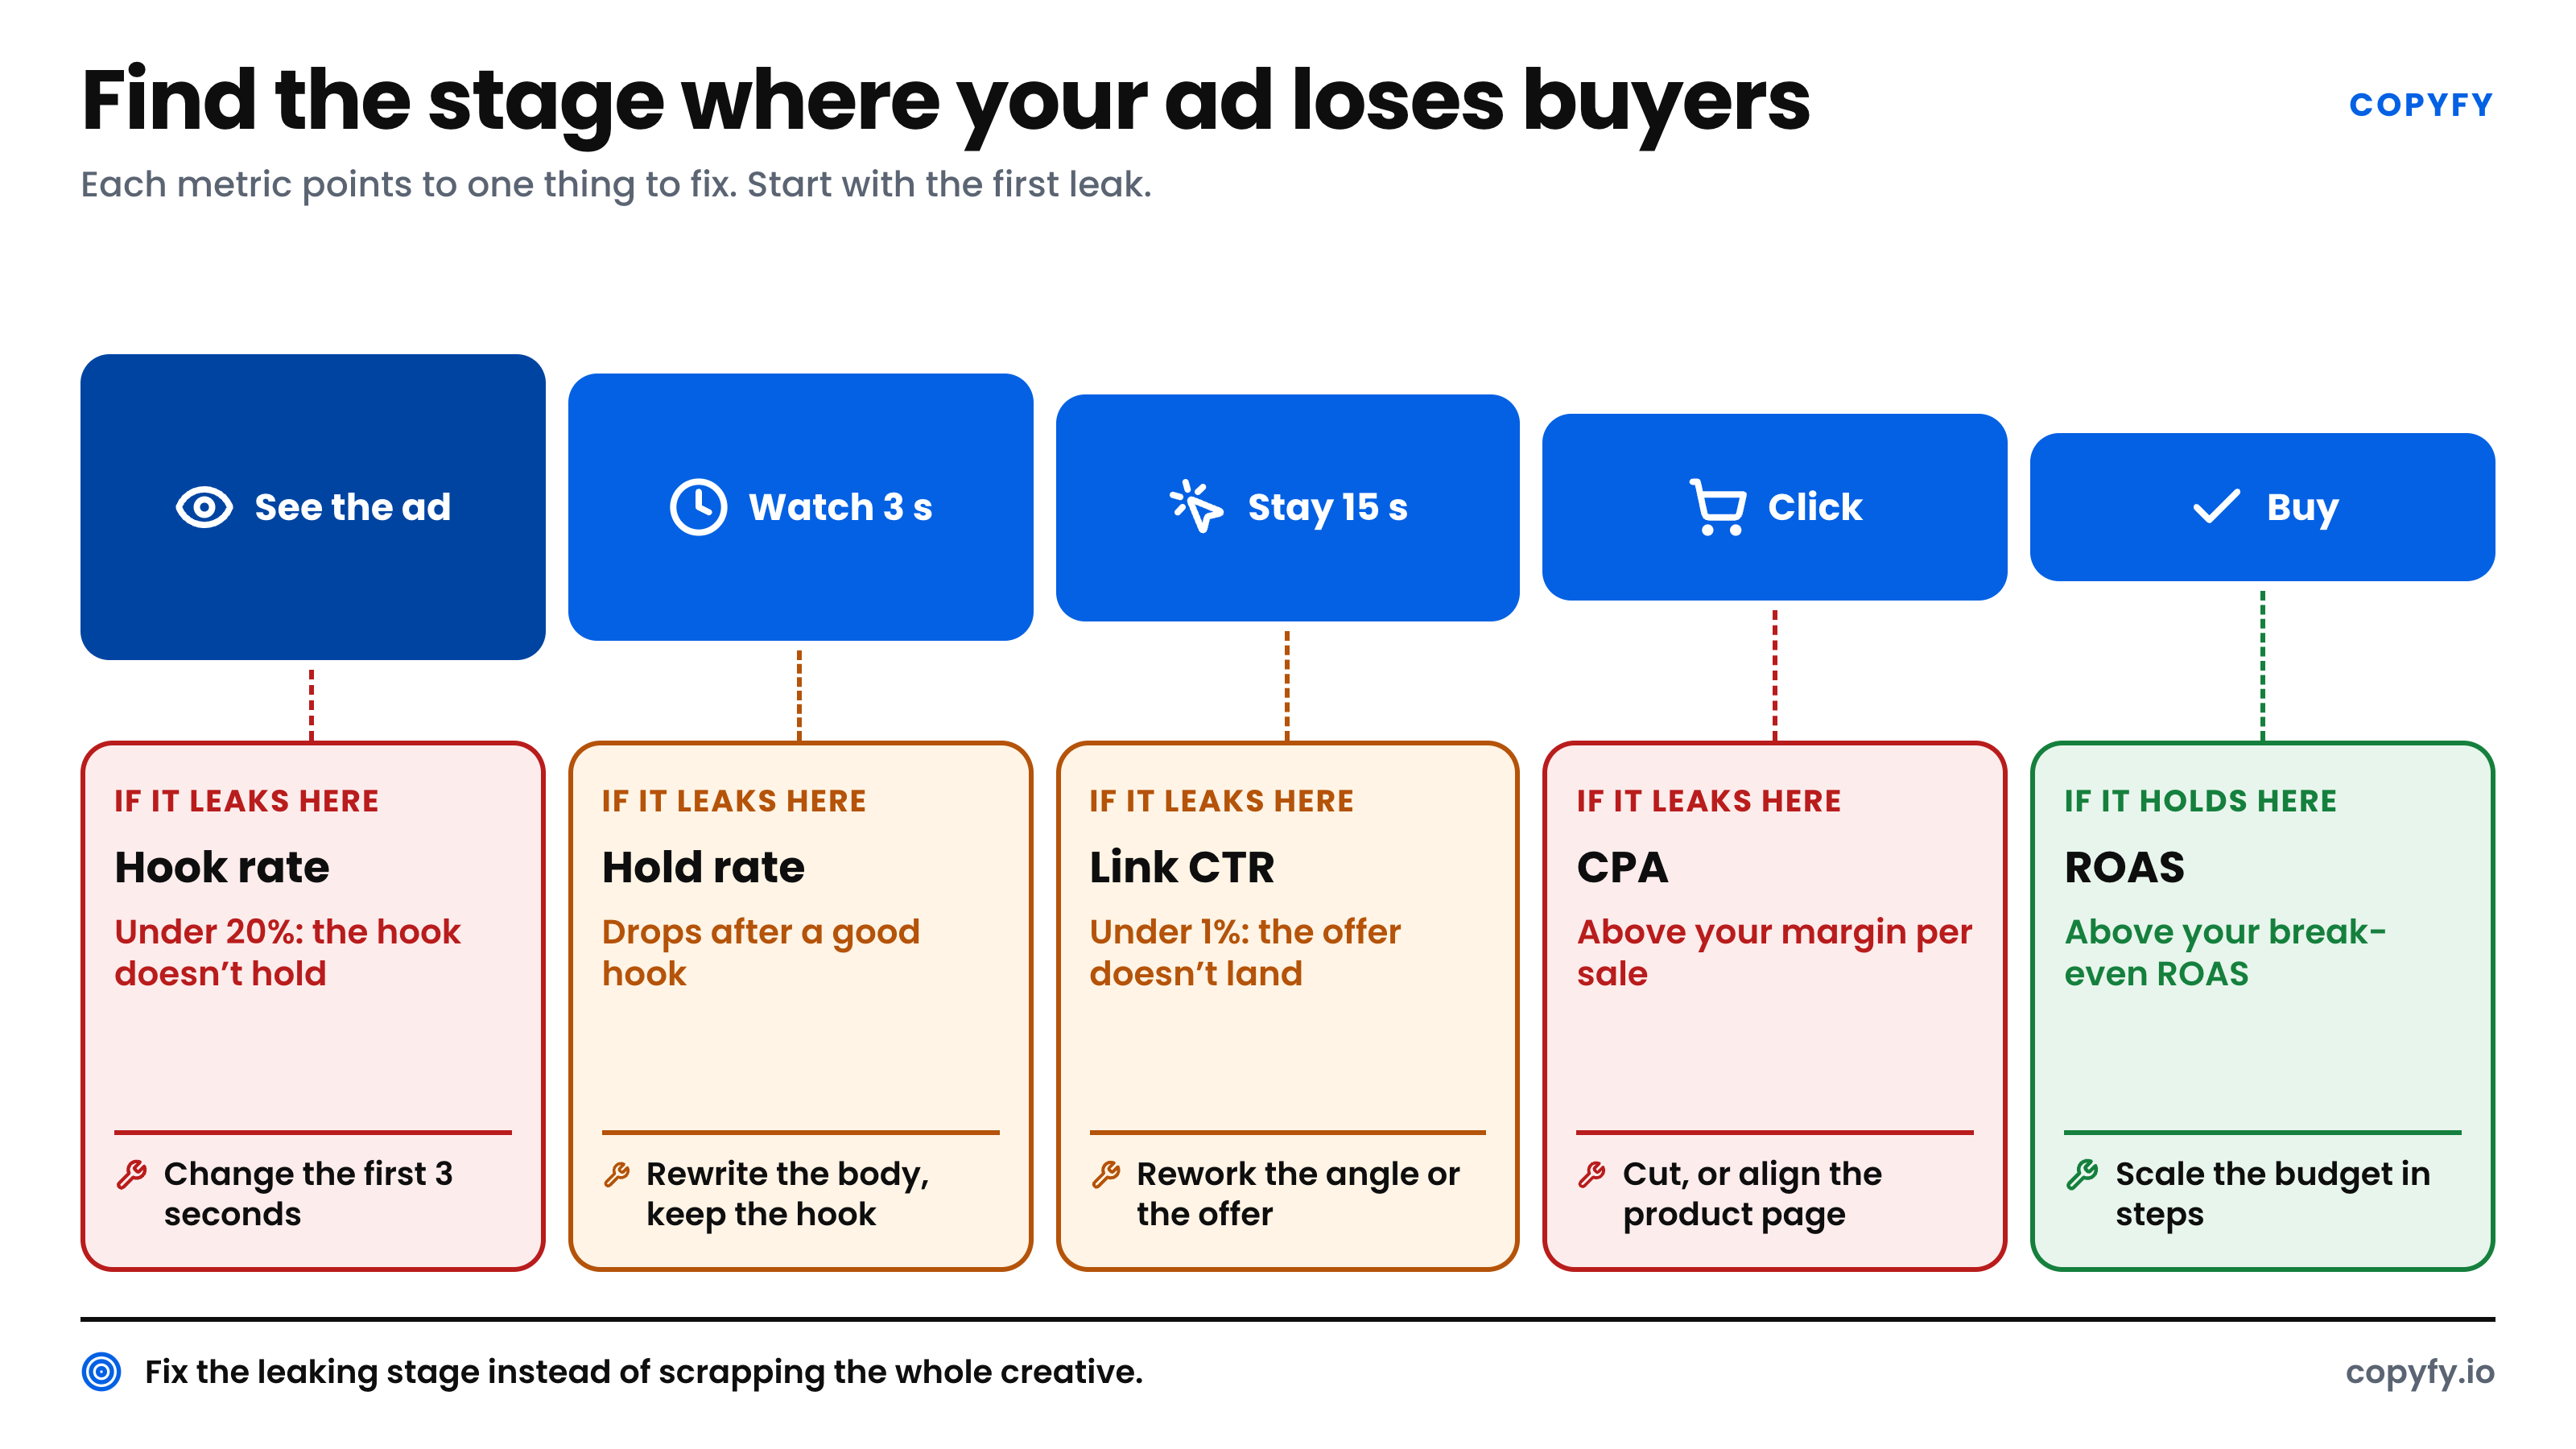 Find the stage where your ad loses buyers
COPYFY
Each metric points to one thing to fix. Start with the first leak.
See the ad
Watch 3 s
Stay 15 s
Click
Buy
IF IT LEAKS HERE
Hook rate
Under 20%: the hook
doesn’t hold
Change the first 3
seconds
IF IT LEAKS HERE
Hold rate
Drops after a good
hook
Rewrite the body,
keep the hook
IF IT LEAKS HERE
Link CTR
Under 1%: the offer
doesn’t land
Rework the angle or
the offer
IF IT LEAKS HERE
CPA
Above your margin per
sale
Cut, or align the
product page
IF IT HOLDS HERE
ROAS
Above your break-
even ROAS
Scale the budget in
steps
Fix the leaking stage instead of scrapping the whole creative.
copyfy.io